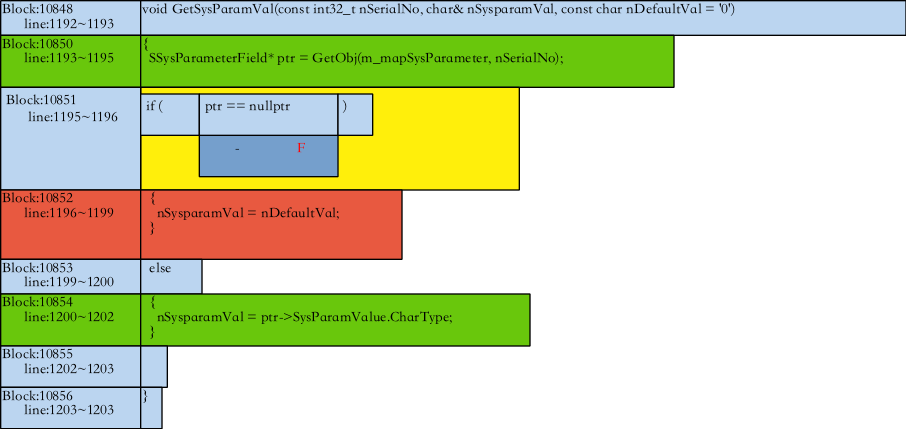 Block:10848 void GetSysParamVal(const int32_t nSerialNo, char& nSysparamVal, const char nDefaultVal = '0')
line:1192~1193
Block:10850 {
line:1193~1195 SSysParameterField* ptr = GetObj(m_mapSysParameter, nSerialNo);
Block:10851 if ( ptr == nullptr )
line:1195~1196
- F
Block:10852 {
line:1196~1199 nSysparamVal = nDefaultVal;
}
Block:10853 else
line:1199~1200
Block:10854 {
line:1200~1202 nSysparamVal = ptr->SysParamValue.CharType;
}
Block:10855
line:1202~1203
Block:10856 }
line:1203~1203